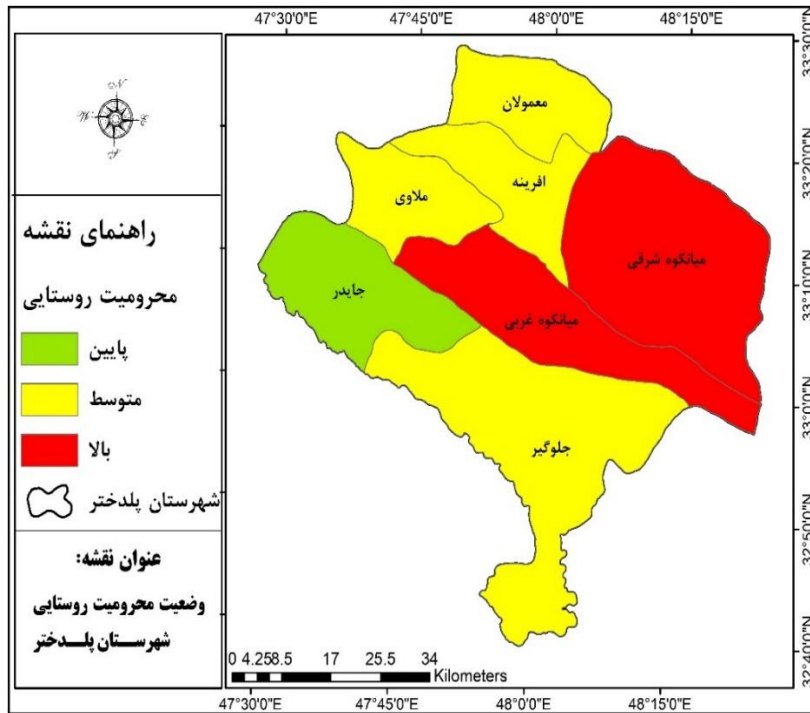 47°30'0"E 47°45'0"E 48°0'0"E 48°15'0"E
N
W E
S
راهنمای نقشه
محرومیت روستایی
پایین
متوسط
بالا
شهرستان پلدختر
عنوان نقشه:
وضعیت محرومیت روستایی
شهرستان پلدختر
معمولان
افرینه
ملاوی
میانکوه شرقی
جایدر
میانکوه غربی
جلوگیر
33°30'0"N
33°20'0"N
33°10'0"N
33°0'0"N
32°50'0"N
32°40'0"N
0 4.258.5 17 25.5 34
Kilometers
47°30'0"E 47°45'0"E 48°0'0"E 48°15'0"E